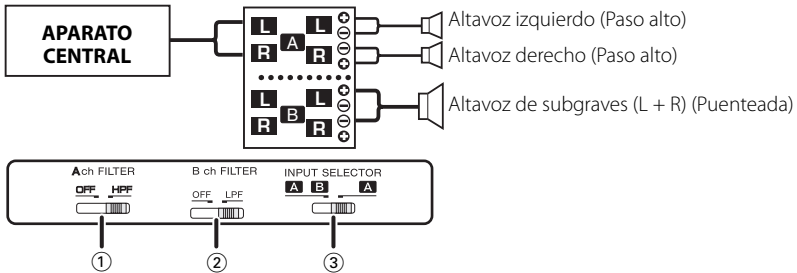 APARATO
CENTRAL
L L
A
R R
L L
B
R R
Altavoz izquierdo (Paso alto)
Altavoz derecho (Paso alto)
Altavoz de subgraves (L + R) (Puenteada)
A ch FILTER
OFF HPF
B ch FILTER
OFF LPF
INPUT SELECTOR
A B A
① ② ③